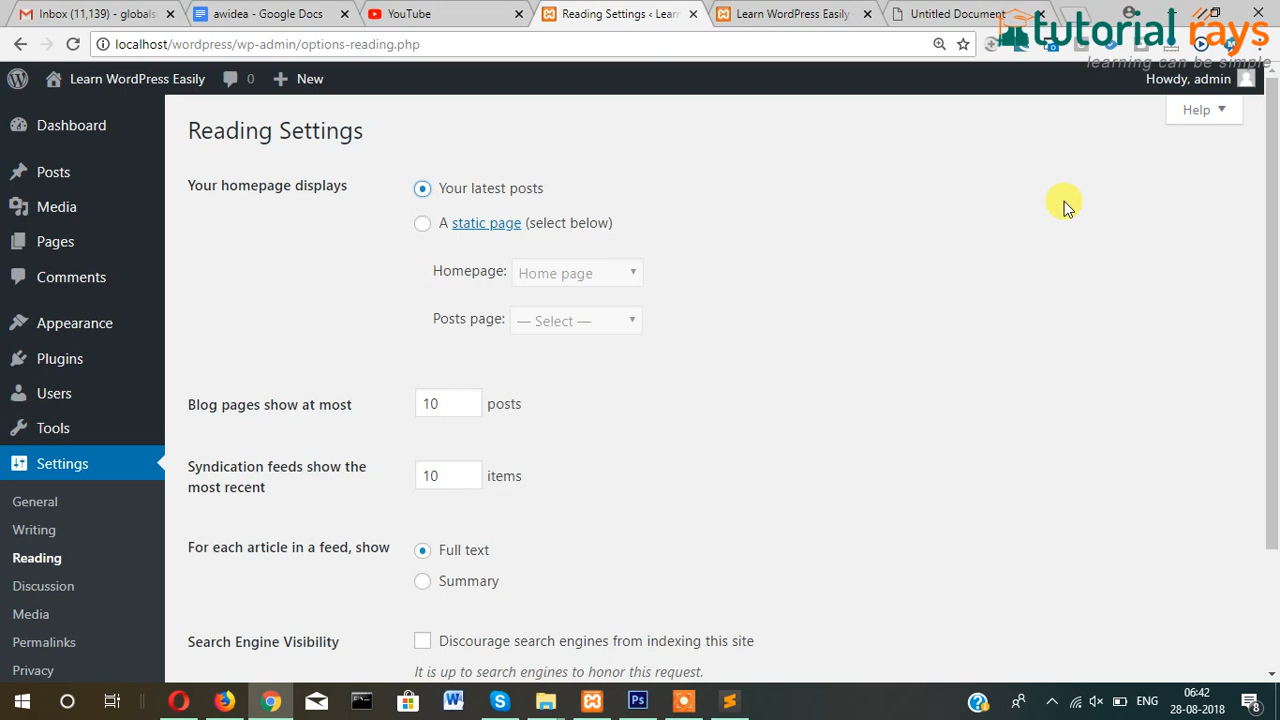 Inbox (11,139) - globals
awidea - Google Docs
YouTube
Reading Settings ‹ Learn
Learn WordPress Easily
Untitled Document
tutorial rays
learning can be simple
localhost/wordpress/wp-admin/options-reading.php
Learn WordPress Easily
0
New
Howdy, admin
Help
Dashboard
Posts
Media
Pages
Comments
Appearance
Plugins
Users
Tools
Settings
General
Writing
Reading
Discussion
Media
Permalinks
Privacy
Reading Settings
Your homepage displays
Your latest posts
A static page (select below)
Homepage: Home page
Posts page: — Select —
Blog pages show at most
10 posts
Syndication feeds show the
most recent
10 items
For each article in a feed, show
Full text
Summary
Search Engine Visibility
Discourage search engines from indexing this site
It is up to search engines to honor this request.
ENG
06:42
28-08-2018
8